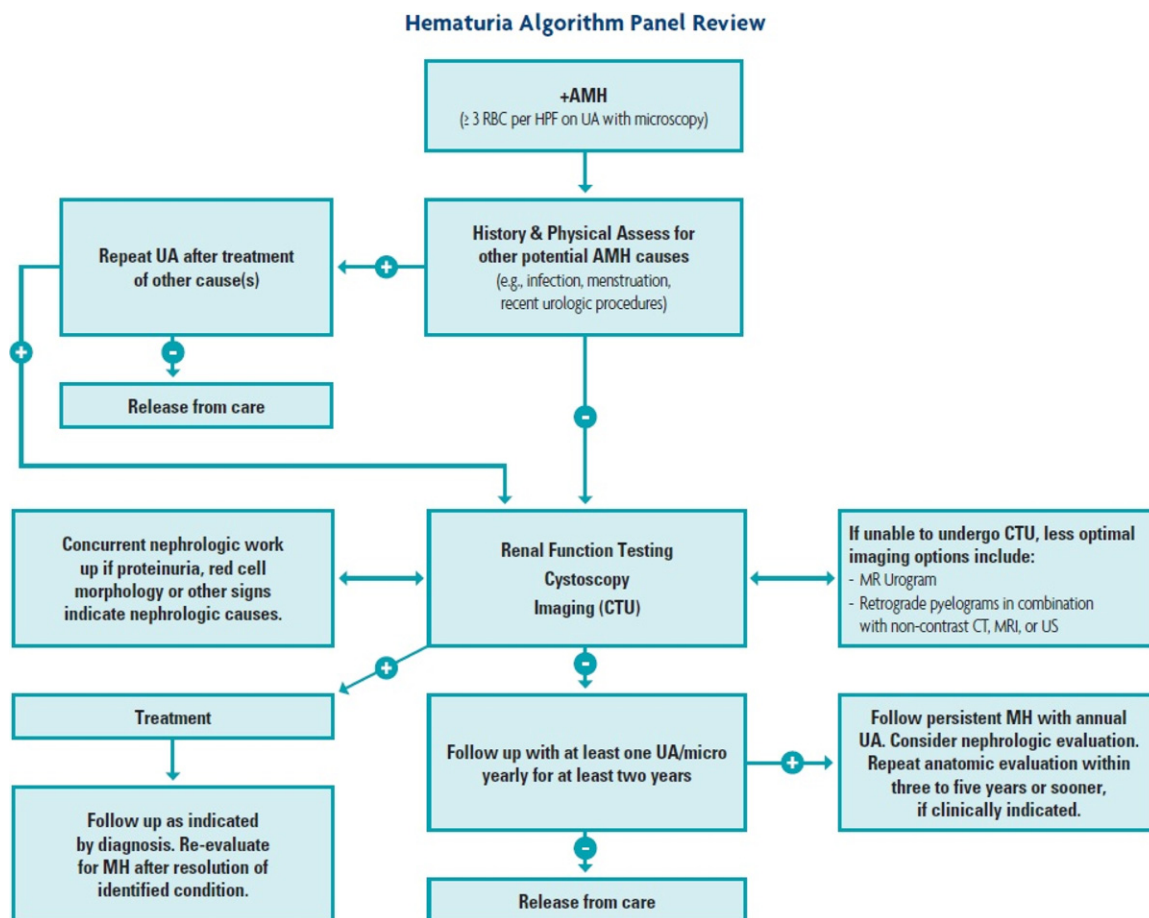 Hematuria Algorithm Panel Review
+AMH
(≥ 3 RBC per HPF on UA with microscopy)
History & Physical Assess for
other potential AMH causes
(e.g., infection, menstruation,
recent urologic procedures)
+
Repeat UA after treatment
of other cause(s)
+
-
Release from care
-
Concurrent nephrologic work
up if proteinuria, red cell
morphology or other signs
indicate nephrologic causes.
Renal Function Testing
Cystoscopy
Imaging (CTU)
If unable to undergo CTU, less optimal
imaging options include:
- MR Urogram
- Retrograde pyelograms in combination
with non-contrast CT, MRI, or US
+
-
Treatment
Follow up as indicated
by diagnosis. Re-evaluate
for MH after resolution of
identified condition.
Follow up with at least one UA/micro
yearly for at least two years
+
Follow persistent MH with annual
UA. Consider nephrologic evaluation.
Repeat anatomic evaluation within
three to five years or sooner,
if clinically indicated.
-
Release from care